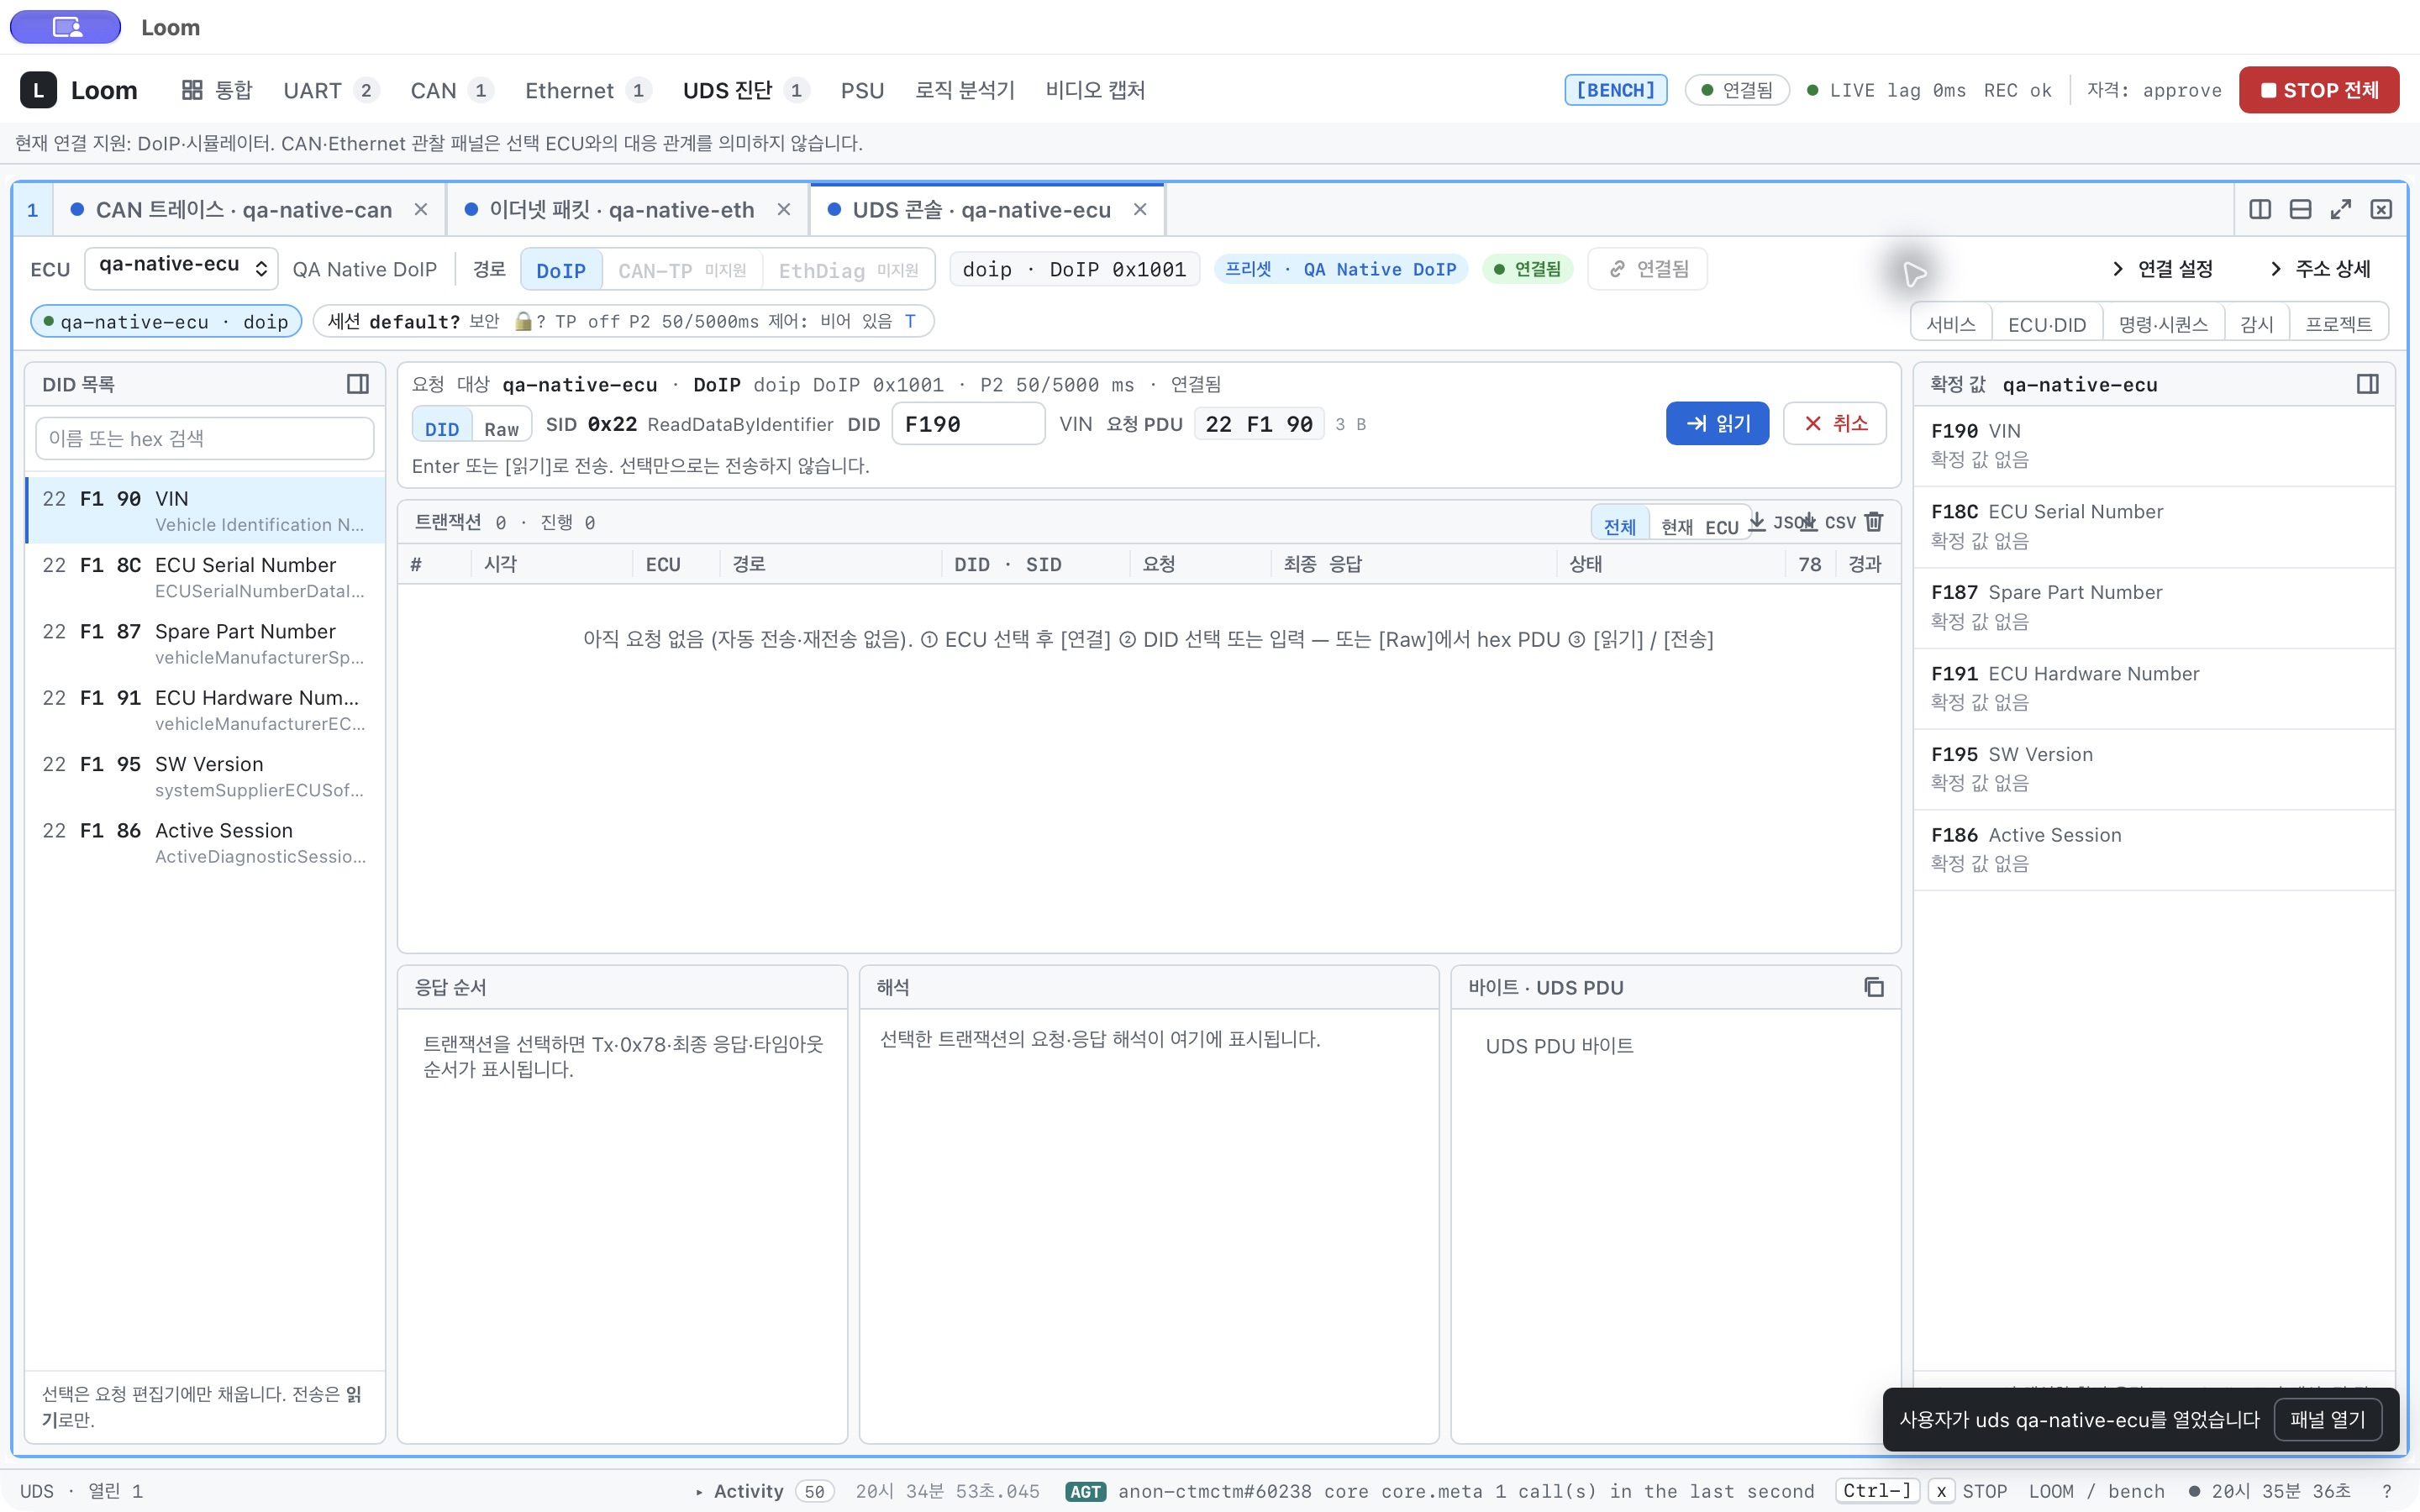 Loom
L Loom 통합 UART 2 CAN 1 Ethernet 1 UDS 진단 1 PSU 로직 분석기 비디오 캡처 [BENCH] 연결됨 LIVE lag 0ms REC ok 자격: approve STOP 전체
현재 연결 지원: DoIP·시뮬레이터. CAN·Ethernet 관찰 패널은 선택 ECU와의 대응 관계를 의미하지 않습니다.
1 CAN 트레이스 · qa-native-can 이더넷 패킷 · qa-native-eth UDS 콘솔 · qa-native-ecu
ECU qa-native-ecu QA Native DoIP 경로 DoIP CAN-TP 미지원 EthDiag 미지원 doip · DoIP 0x1001 프리셋 · QA Native DoIP 연결됨 연결됨 연결 설정 주소 상세
qa-native-ecu · doip 세션 default? 보안 ? TP off P2 50/5000ms 제어: 비어 있음 T 서비스 ECU·DID 명령·시퀀스 감시 프로젝트
DID 목록
이름 또는 hex 검색
22 F1 90 VIN
Vehicle Identification N...
22 F1 8C ECU Serial Number
ECUSerialNumberDataI...
22 F1 87 Spare Part Number
vehicleManufacturerSp...
22 F1 91 ECU Hardware Num...
vehicleManufacturerEC...
22 F1 95 SW Version
systemSupplierECUSof...
22 F1 86 Active Session
ActiveDiagnosticSessio...
선택은 요청 편집기에만 채웁니다. 전송은 읽
기로만.
요청 대상 qa-native-ecu · DoIP doip DoIP 0x1001 · P2 50/5000 ms · 연결됨
DID Raw SID 0x22 ReadDataByIdentifier DID F190 VIN 요청 PDU 22 F1 90 3 B 읽기 취소
Enter 또는 [읽기]로 전송. 선택만으로는 전송하지 않습니다.
트랜잭션 0 · 진행 0 전체 현재 ECU JSON CSV
# 시각 ECU 경로 DID · SID 요청 최종 응답 상태 78 경과
아직 요청 없음 (자동 전송·재전송 없음). ① ECU 선택 후 [연결] ② DID 선택 또는 입력 — 또는 [Raw]에서 hex PDU ③ [읽기] / [전송]
응답 순서
트랜잭션을 선택하면 Tx·0x78·최종 응답·타임아웃
순서가 표시됩니다.
해석
선택한 트랜잭션의 요청·응답 해석이 여기에 표시됩니다.
바이트 · UDS PDU
UDS PDU 바이트
확정 값 qa-native-ecu
F190 VIN
확정 값 없음
F18C ECU Serial Number
확정 값 없음
F187 Spare Part Number
확정 값 없음
F191 ECU Hardware Number
확정 값 없음
F195 SW Version
확정 값 없음
F186 Active Session
확정 값 없음
사용자가 uds qa-native-ecu를 열었습니다 패널 열기
UDS · 열린 1 ▸ Activity 50 20시 34분 53초.045 AGT anon-ctmctm#60238 core core.meta 1 call(s) in the last second Ctrl-] x STOP LOOM / bench 20시 35분 36초 ?